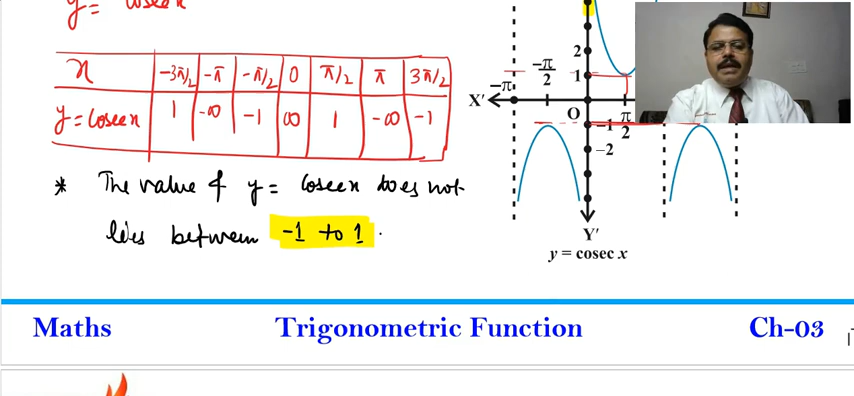 y = cosec x
x | -3π/2 | -π | -π/2 | 0 | π/2 | π | 3π/2
y = Cosec x | 1 | -∞ | -1 | ∞ | 1 | -∞ | -1
* The value of y = Cosec x does not
lies between -1 to 1.
2
1
-π
-π/2
X'
O
-1
π/2
-2
Y'
y = cosec x
Maths Trigonometric Function Ch-03